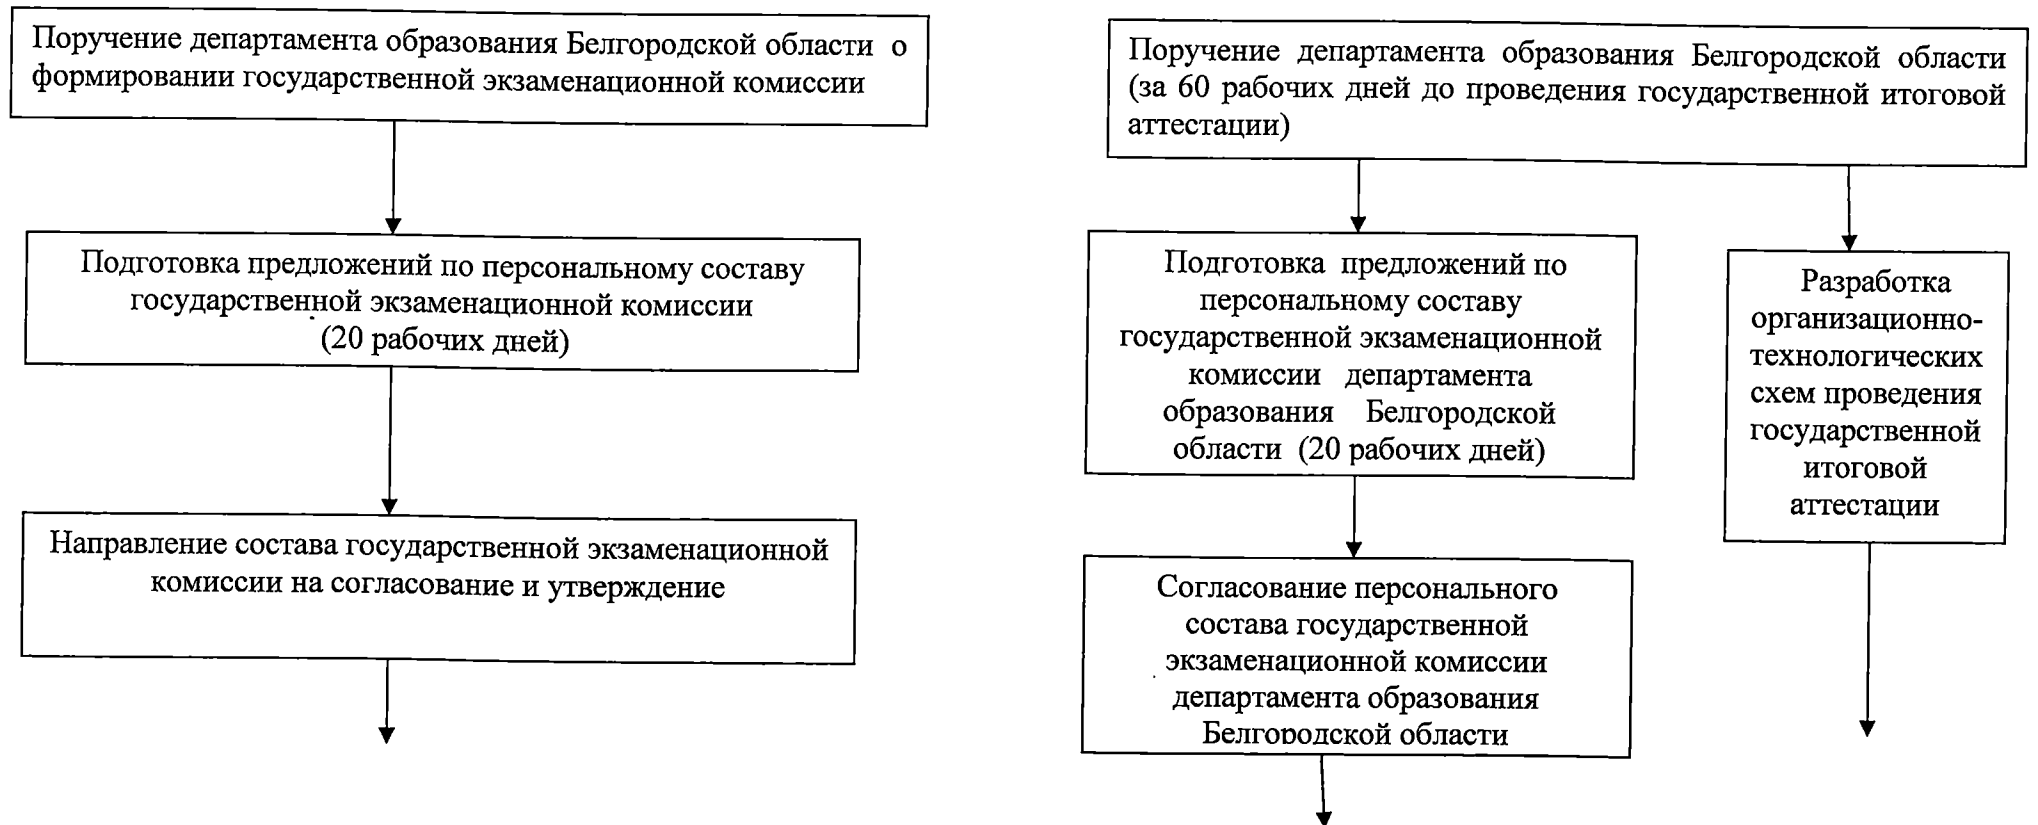 Поручение департамента образования Белгородской области о
формировании государственной экзаменационной комиссии
Подготовка предложений по персональному составу
государственной экзаменационной комиссии
(20 рабочих дней)
Направление состава государственной экзаменационной
комиссии на согласование и утверждение
Поручение департамента образования Белгородской области
(за 60 рабочих дней до проведения государственной итоговой
аттестации)
Подготовка предложений по
персональному составу
государственной экзаменационной
комиссии департамента
образования Белгородской
области (20 рабочих дней)
Разработка
организационно-
технологических
схем проведения
государственной
итоговой
аттестации
Согласование персонального
состава государственной
экзаменационной комиссии
департамента образования
Белгородской области